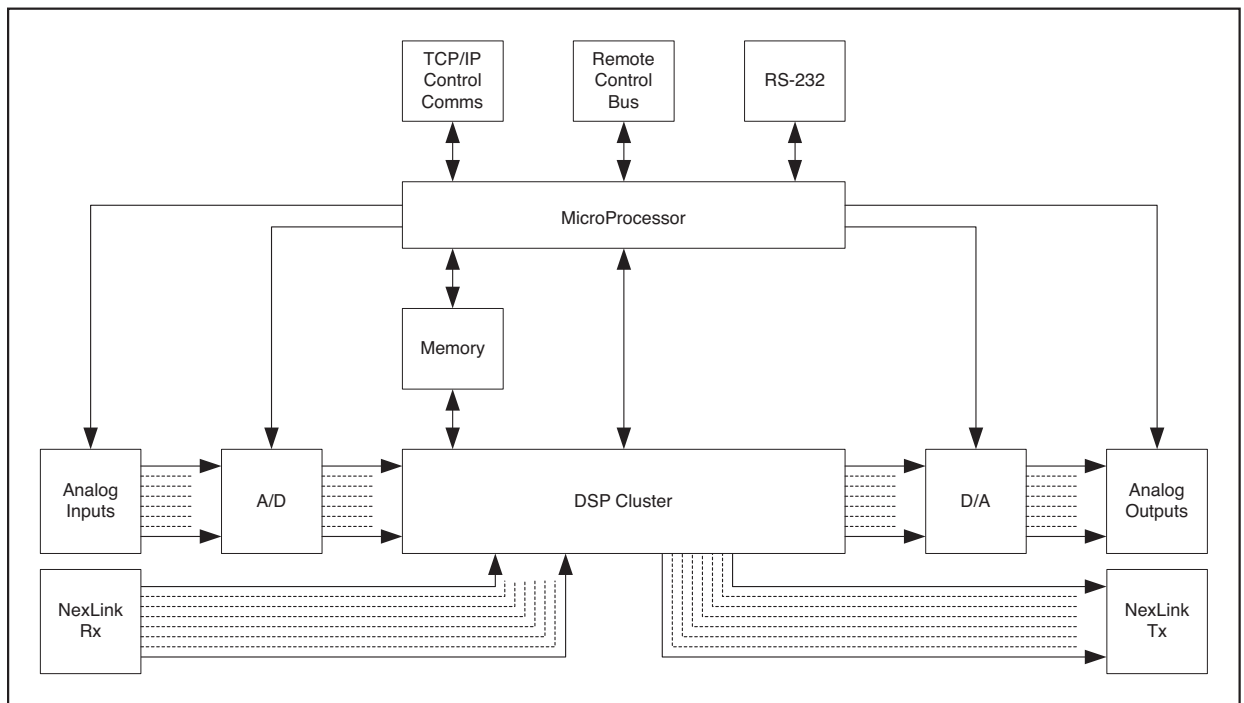 TCP/IP
Control
Comms
Remote
Control
Bus
RS-232
MicroProcessor
Memory
Analog
Inputs
A/D
DSP Cluster
D/A
Analog
Outputs
NexLink
Rx
NexLink
Tx